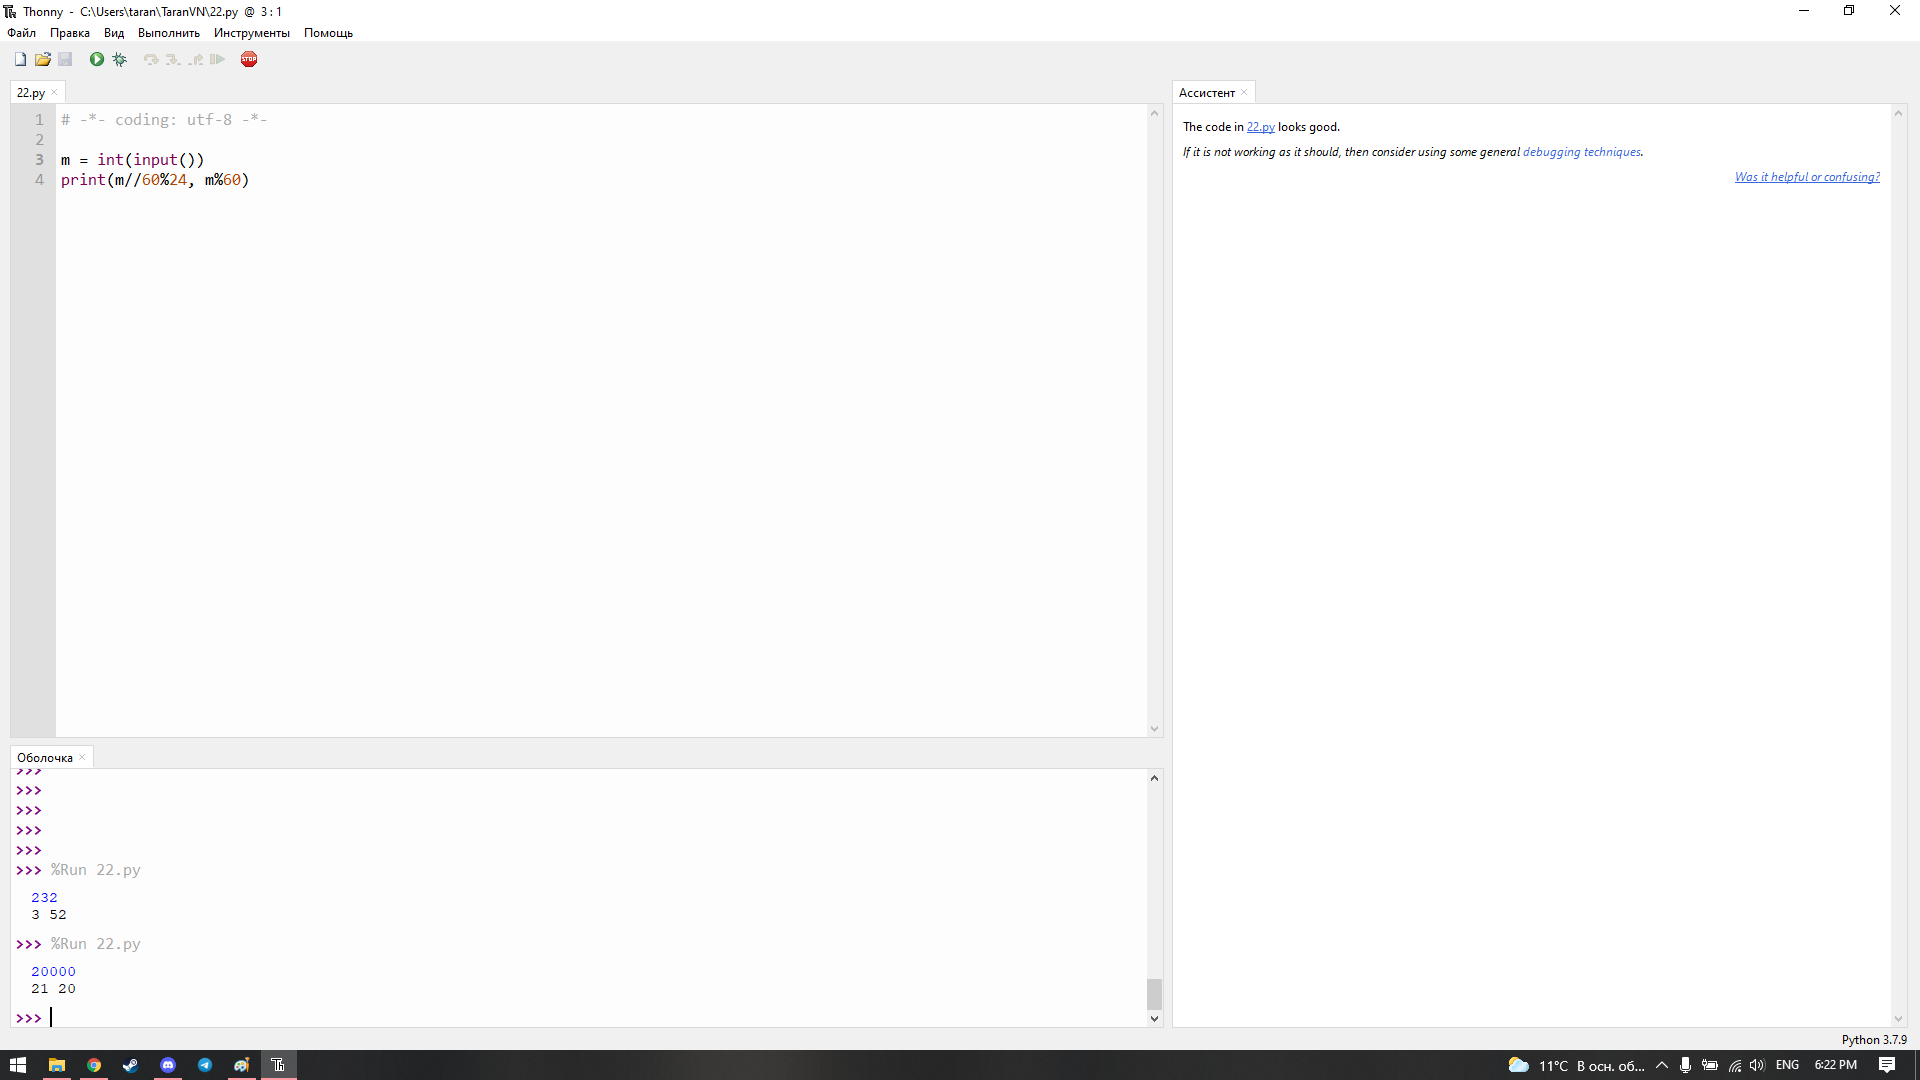 Thonny - C:\Users\taran\TaranVN\22.py @ 3 : 1
Файл Правка Вид Выполнить Инструменты Помощь
STOP
22.py
Ассистент
1 # -*- coding: utf-8 -*-
2
3 m = int(input())
4 print(m//60%24, m%60)
The code in 22.py looks good.
If it is not working as it should, then consider using some general debugging techniques.
Was it helpful or confusing?
Оболочка
>>>
>>>
>>>
>>>
>>>
>>> %Run 22.py
232
3 52
>>> %Run 22.py
20000
21 20
>>>
Python 3.7.9
Th 11°C В осн. об... ENG 6:22 PM